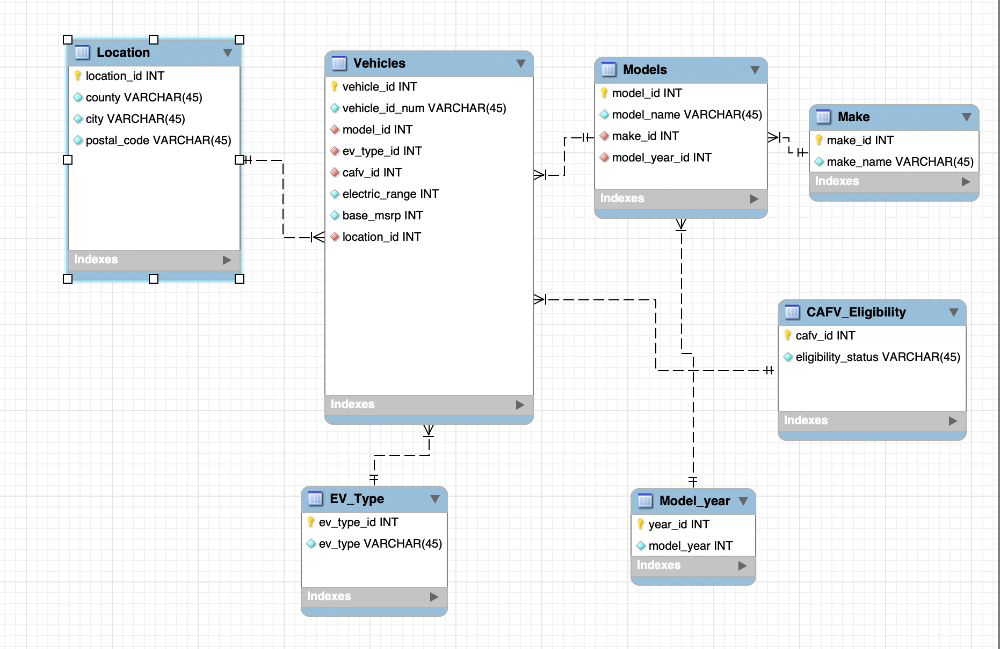 Location
location_id INT
county VARCHAR(45)
city VARCHAR(45)
postal_code VARCHAR(45)
Indexes
Vehicles
vehicle_id INT
vehicle_id_num VARCHAR(45)
model_id INT
ev_type_id INT
cafv_id INT
electric_range INT
base_msrp INT
location_id INT
Indexes
Models
model_id INT
model_name VARCHAR(45)
make_id INT
model_year_id INT
Indexes
Make
make_id INT
make_name VARCHAR(45)
Indexes
CAFV_Eligibility
cafv_id INT
eligibility_status VARCHAR(45)
Indexes
EV_Type
ev_type_id INT
ev_type VARCHAR(45)
Indexes
Model_year
year_id INT
model_year INT
Indexes